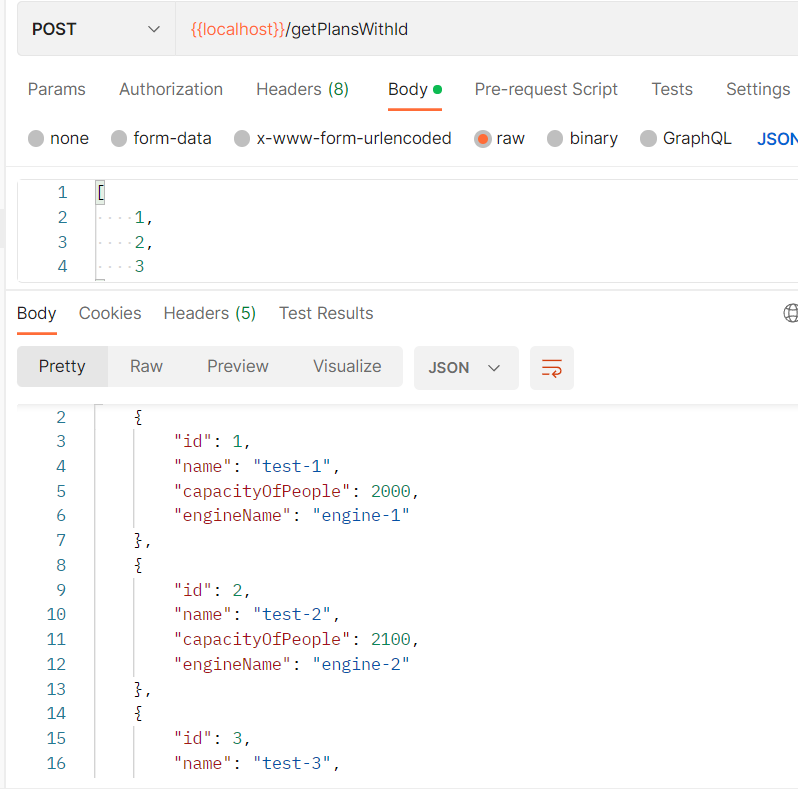 POST {{localhost}}/getPlansWithId
Params Authorization Headers (8) Body Pre-request Script Tests Settings
none form-data x-www-form-urlencoded raw binary GraphQL JSON
1 [
2 1,
3 2,
4 3
Body Cookies Headers (5) Test Results
Pretty Raw Preview Visualize JSON
2 {
3 "id": 1,
4 "name": "test-1",
5 "capacityOfPeople": 2000,
6 "engineName": "engine-1"
7 },
8 {
9 "id": 2,
10 "name": "test-2",
11 "capacityOfPeople": 2100,
12 "engineName": "engine-2"
13 },
14 {
15 "id": 3,
16 "name": "test-3",